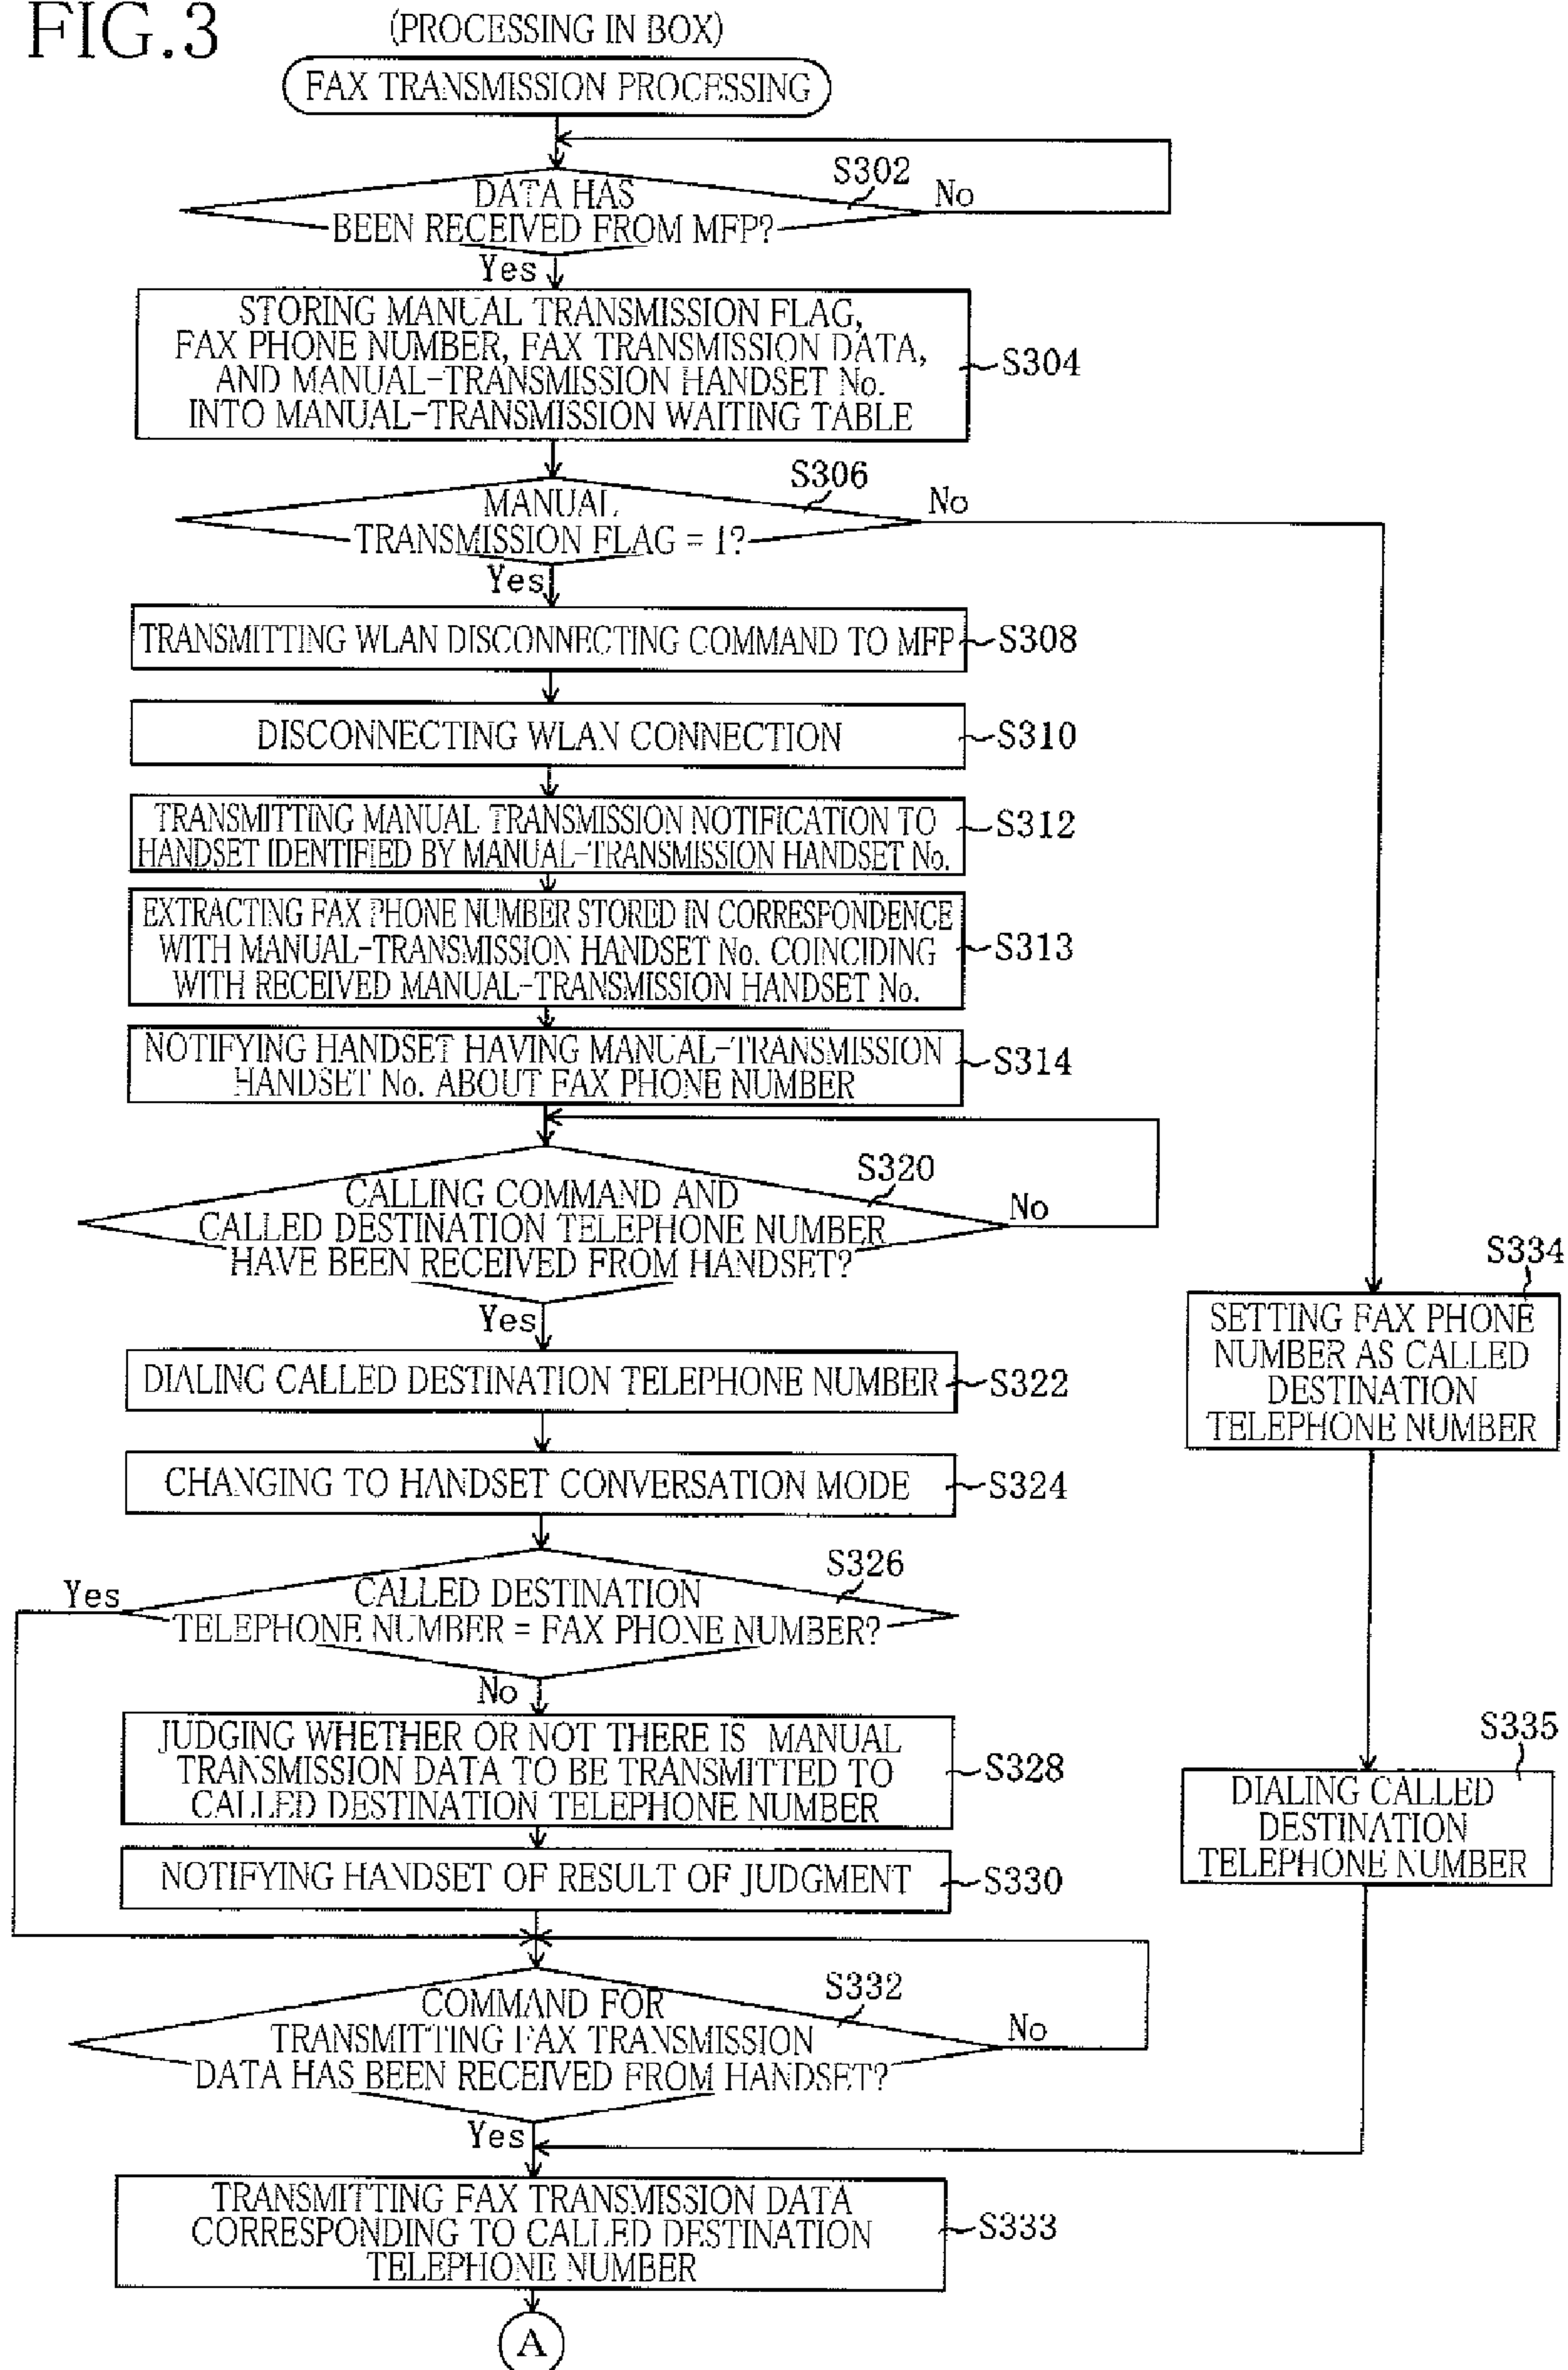 FIG.3
(PROCESSING IN BOX)
FAX TRANSMISSION PROCESSING
S302
DATA HAS
BEEN RECEIVED FROM MFP?
No
Yes
STORING MANUAL TRANSMISSION FLAG,
FAX PHONE NUMBER, FAX TRANSMISSION DATA,
AND MANUAL-TRANSMISSION HANDSET No.
INTO MANUAL-TRANSMISSION WAITING TABLE
S304
S306
MANUAL
TRANSMISSION FLAG = 1?
No
Yes
TRANSMITTING WLAN DISCONNECTING COMMAND TO MFP
S308
DISCONNECTING WLAN CONNECTION
S310
TRANSMITTING MANUAL TRANSMISSION NOTIFICATION TO
HANDSET IDENTIFIED BY MANUAL-TRANSMISSION HANDSET No.
S312
EXTRACTING FAX PHONE NUMBER STORED IN CORRESPONDENCE
WITH MANUAL-TRANSMISSION HANDSET No. COINCIDING
WITH RECEIVED MANUAL-TRANSMISSION HANDSET No.
S313
NOTIFYING HANDSET HAVING MANUAL-TRANSMISSION
HANDSET No. ABOUT FAX PHONE NUMBER
S314
S320
CALLING COMMAND AND
CALLED DESTINATION TELEPHONE NUMBER
HAVE BEEN RECEIVED FROM HANDSET?
No
Yes
S334
SETTING FAX PHONE
NUMBER AS CALLED
DESTINATION
TELEPHONE NUMBER
DIALING CALLED DESTINATION TELEPHONE NUMBER
S322
CHANGING TO HANDSET CONVERSATION MODE
S324
S326
CALLED DESTINATION
TELEPHONE NUMBER = FAX PHONE NUMBER?
Yes
No
JUDGING WHETHER OR NOT THERE IS MANUAL
TRANSMISSION DATA TO BE TRANSMITTED TO
CALLED DESTINATION TELEPHONE NUMBER
S328
S335
DIALING CALLED
DESTINATION
TELEPHONE NUMBER
NOTIFYING HANDSET OF RESULT OF JUDGMENT
S330
S332
COMMAND FOR
TRANSMITTING FAX TRANSMISSION
DATA HAS BEEN RECEIVED FROM HANDSET?
No
Yes
TRANSMITTING FAX TRANSMISSION DATA
CORRESPONDING TO CALLED DESTINATION
TELEPHONE NUMBER
S333
A